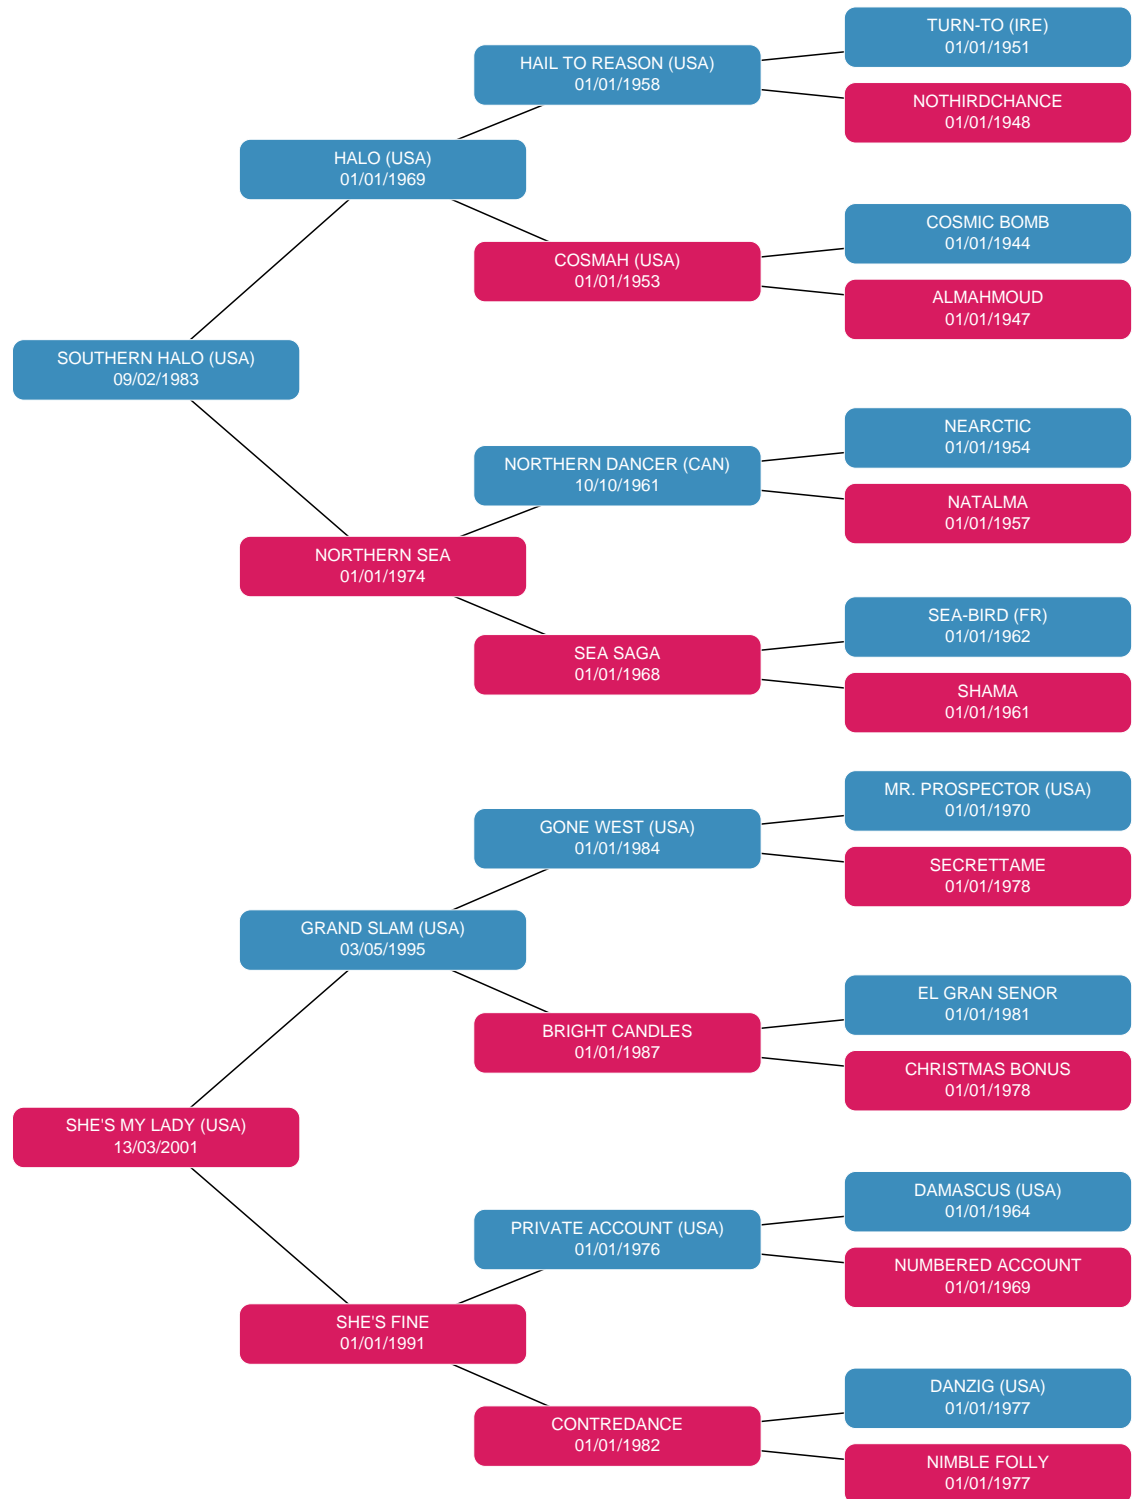 TURN-TO (IRE)
01/01/1951
HAIL TO REASON (USA)
01/01/1958
NOTHIRDCHANCE
01/01/1948
HALO (USA)
01/01/1969
COSMIC BOMB
01/01/1944
COSMAH (USA)
01/01/1953
ALMAHMOUD
01/01/1947
SOUTHERN HALO (USA)
09/02/1983
NEARCTIC
01/01/1954
NORTHERN DANCER (CAN)
10/10/1961
NATALMA
01/01/1957
NORTHERN SEA
01/01/1974
SEA-BIRD (FR)
01/01/1962
SEA SAGA
01/01/1968
SHAMA
01/01/1961
MR. PROSPECTOR (USA)
01/01/1970
GONE WEST (USA)
01/01/1984
SECRETTAME
01/01/1978
GRAND SLAM (USA)
03/05/1995
EL GRAN SENOR
01/01/1981
BRIGHT CANDLES
01/01/1987
CHRISTMAS BONUS
01/01/1978
SHE'S MY LADY (USA)
13/03/2001
DAMASCUS (USA)
01/01/1964
PRIVATE ACCOUNT (USA)
01/01/1976
NUMBERED ACCOUNT
01/01/1969
SHE'S FINE
01/01/1991
DANZIG (USA)
01/01/1977
CONTREDANCE
01/01/1982
NIMBLE FOLLY
01/01/1977